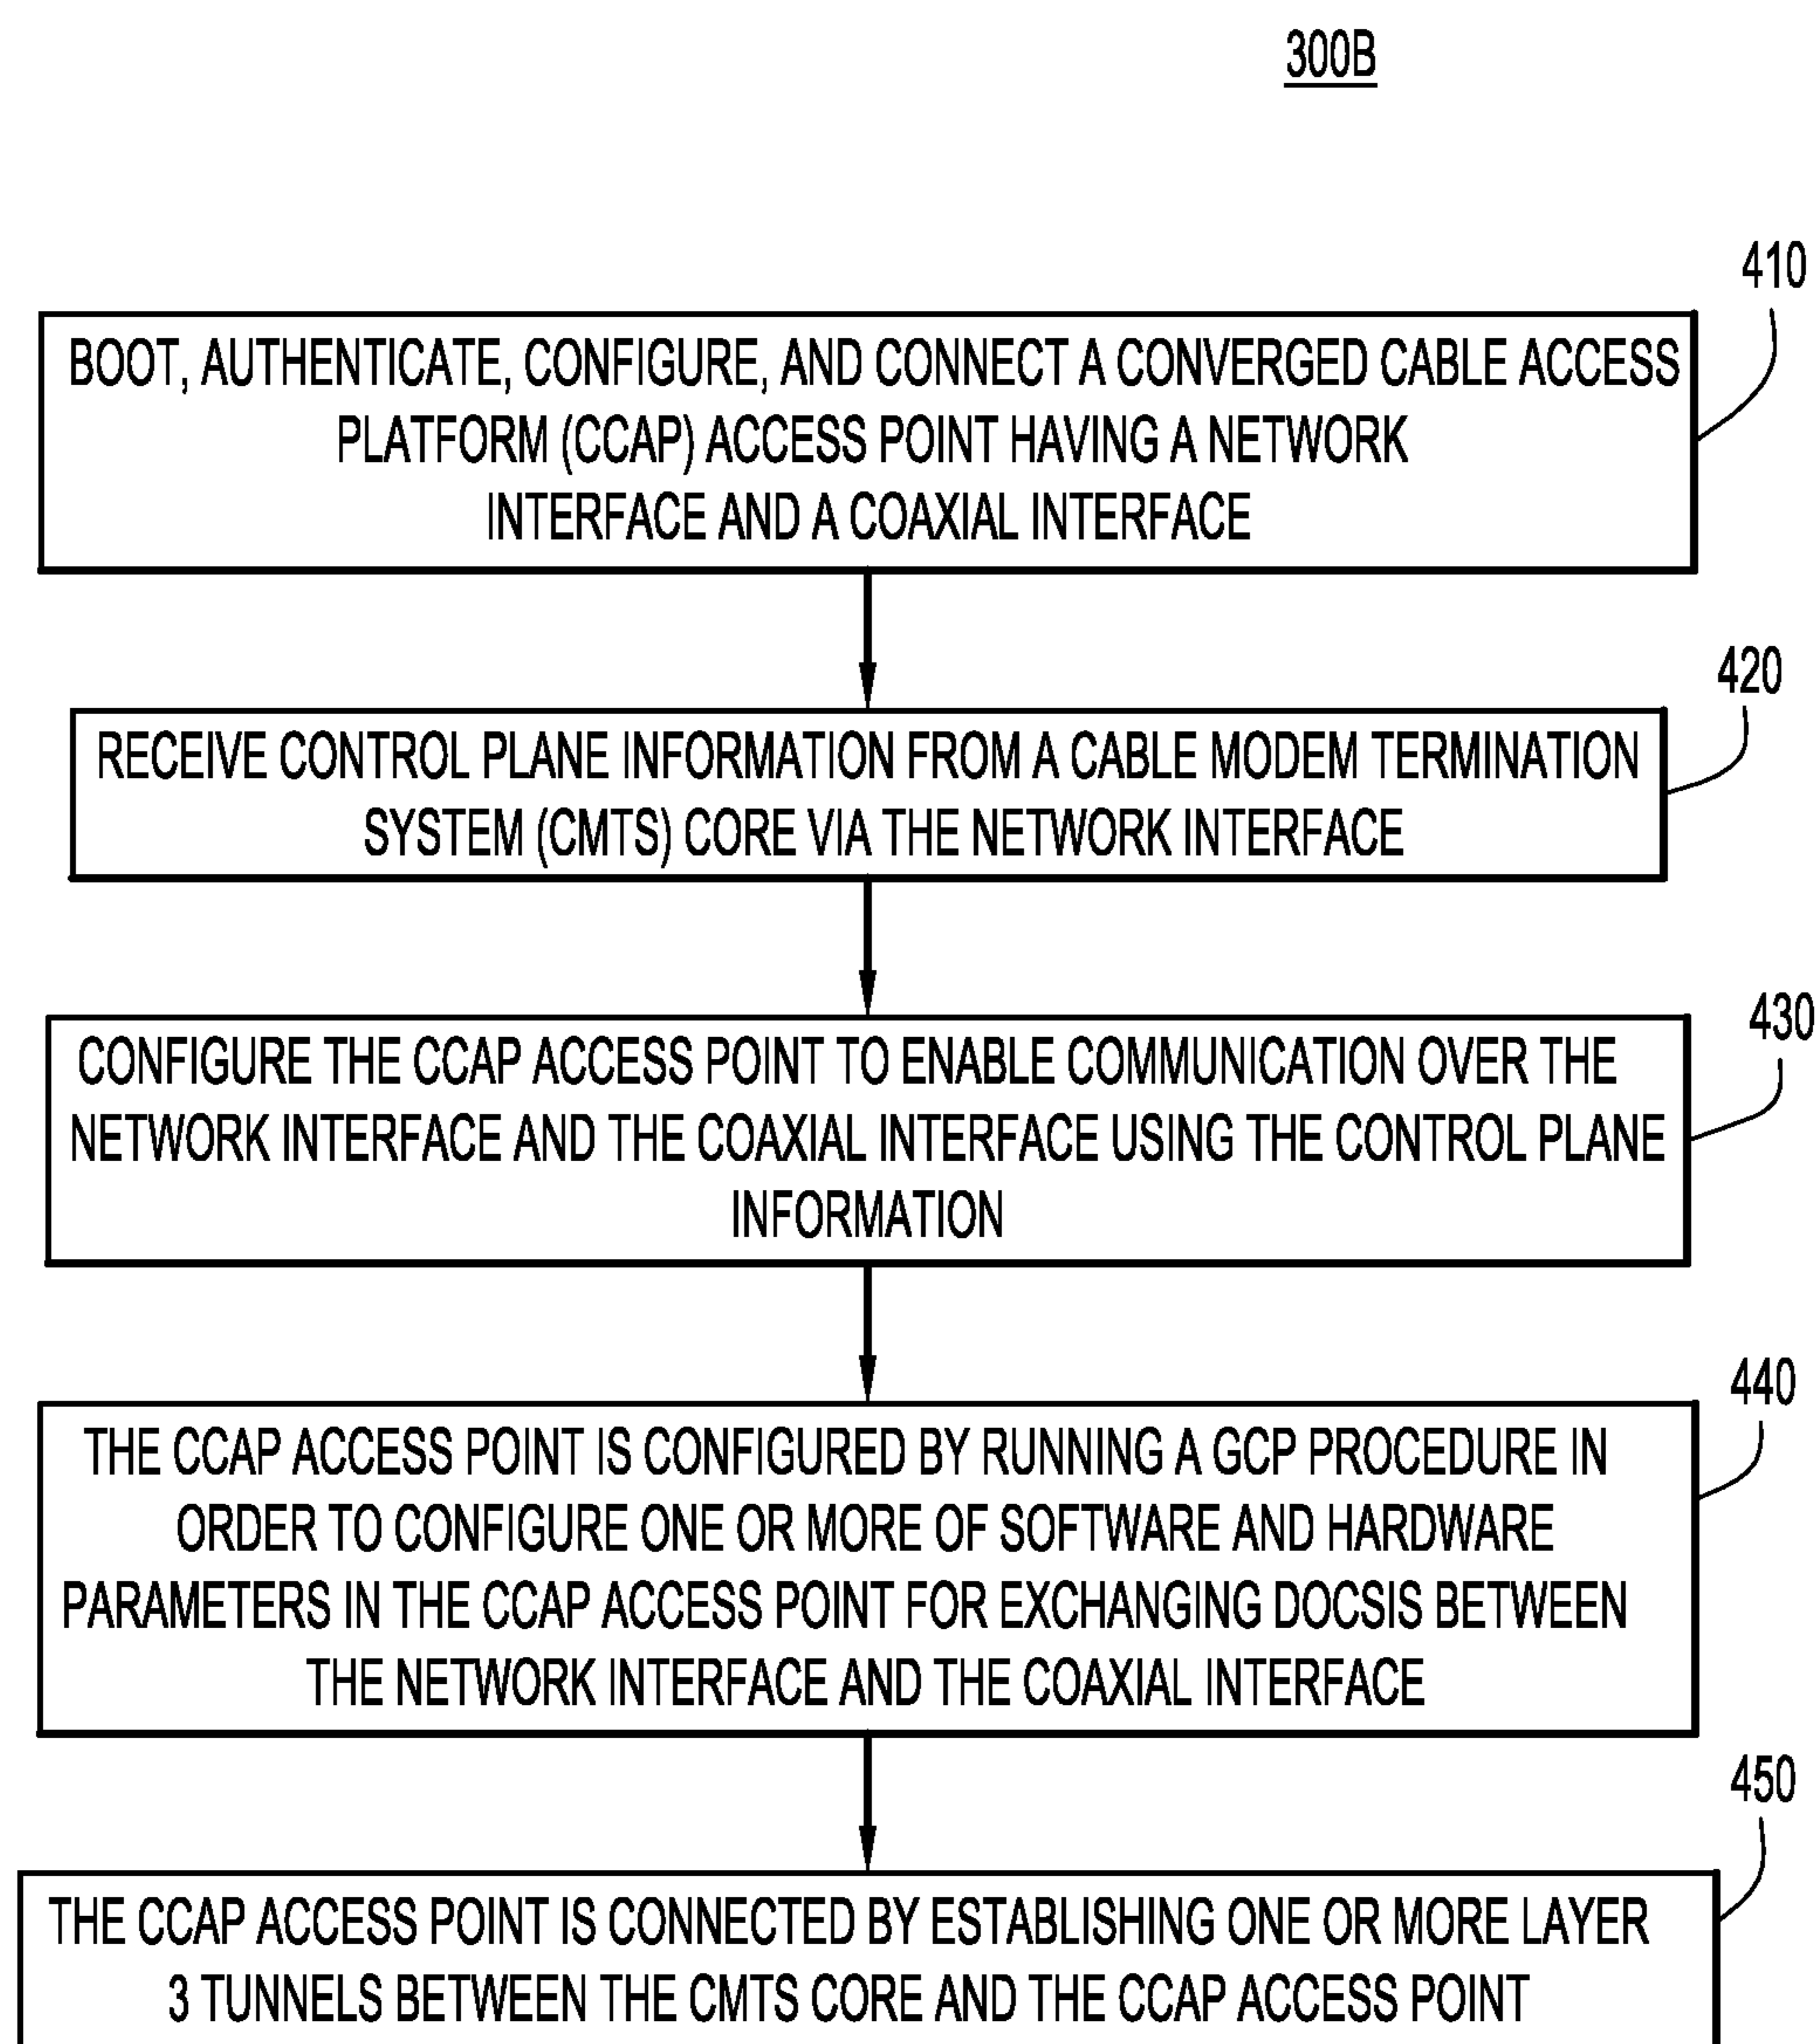 300B
410
BOOT, AUTHENTICATE, CONFIGURE, AND CONNECT A CONVERGED CABLE ACCESS
PLATFORM (CCAP) ACCESS POINT HAVING A NETWORK
INTERFACE AND A COAXIAL INTERFACE
420
RECEIVE CONTROL PLANE INFORMATION FROM A CABLE MODEM TERMINATION
SYSTEM (CMTS) CORE VIA THE NETWORK INTERFACE
430
CONFIGURE THE CCAP ACCESS POINT TO ENABLE COMMUNICATION OVER THE
NETWORK INTERFACE AND THE COAXIAL INTERFACE USING THE CONTROL PLANE
INFORMATION
440
THE CCAP ACCESS POINT IS CONFIGURED BY RUNNING A GCP PROCEDURE IN
ORDER TO CONFIGURE ONE OR MORE OF SOFTWARE AND HARDWARE
PARAMETERS IN THE CCAP ACCESS POINT FOR EXCHANGING DOCSIS BETWEEN
THE NETWORK INTERFACE AND THE COAXIAL INTERFACE
450
THE CCAP ACCESS POINT IS CONNECTED BY ESTABLISHING ONE OR MORE LAYER
3 TUNNELS BETWEEN THE CMTS CORE AND THE CCAP ACCESS POINT